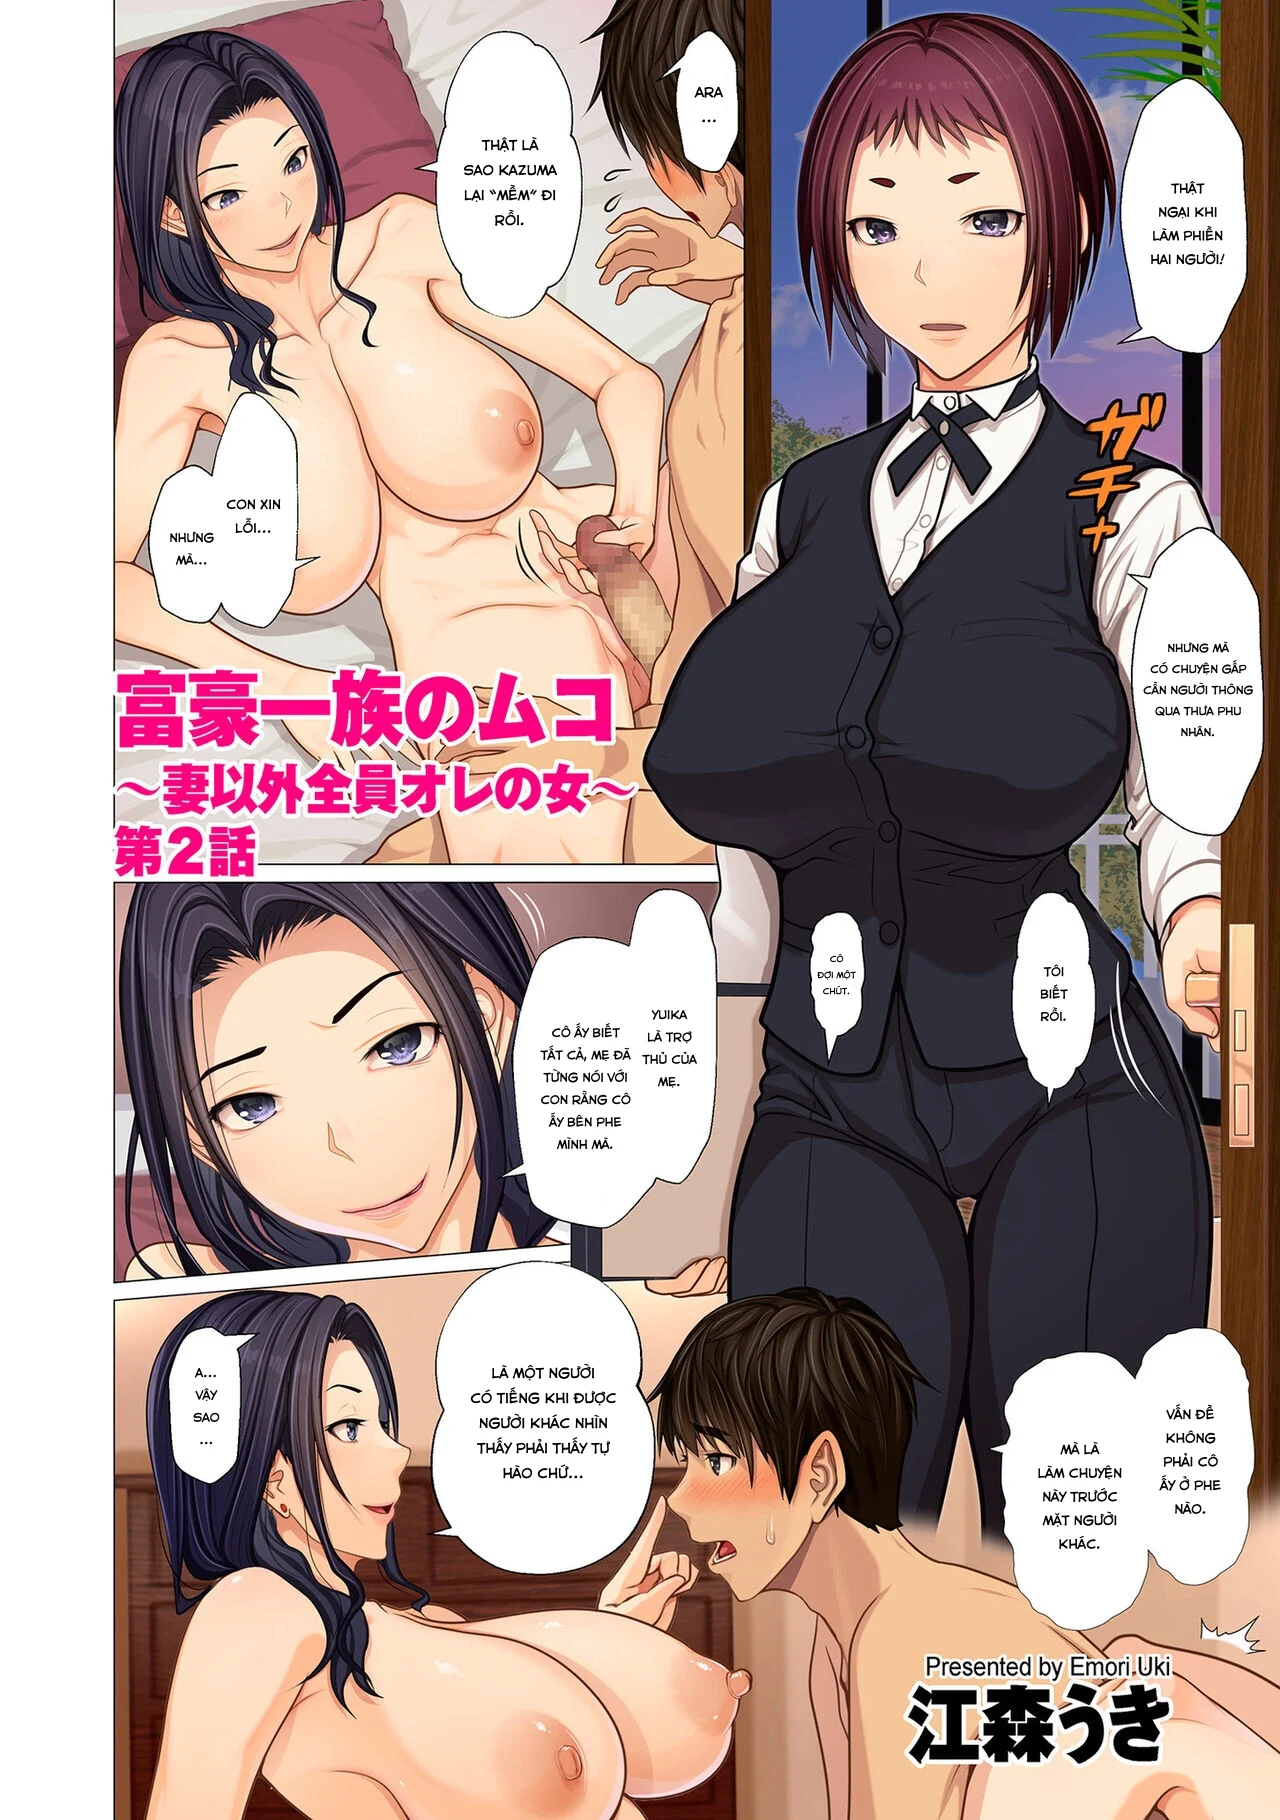 THẬT
NGẠI KHI
LÀM PHIỀN
HAI NGƯỜI!
ガチャ
NHƯNG MÀ
CÓ CHUYỆN GẤP
CẦN NGƯỜI THÔNG
QUA THƯA PHU
NHÂN.
TÔI
BIẾT
RỒI.
CÔ
ĐỢI MỘT
CHÚT.
ARA
...
THẬT LÀ
SAO KAZUMA
LẠI “MỀM” ĐI
RỒI.
CON XIN
LỖI...
NHƯNG
MÀ...
富豪一族のムコ
～妻以外全員オレの女～
第2話
YUIKA
LÀ TRỢ
THỦ CỦA
MẸ.
CÔ ẤY BIẾT
TẤT CẢ, MẸ ĐÃ
TỪNG NÓI VỚI
CON RẰNG CÔ
ẤY BÊN PHE
MÌNH MÀ.
VẤN ĐỀ
KHÔNG
PHẢI CÔ
ẤY Ở PHE
NÀO.
MÀ LÀ
LÀM CHUYỆN
NÀY TRƯỚC
MẶT NGƯỜI
KHÁC.
LÀ MỘT NGƯỜI
CÓ TIẾNG KHI ĐƯỢC
NGƯỜI KHÁC NHÌN
THẤY PHẢI THẤY TỰ
HÀO CHỨ...
A...
VẬY
SAO
...
Presented by Emori Uki
江森うき